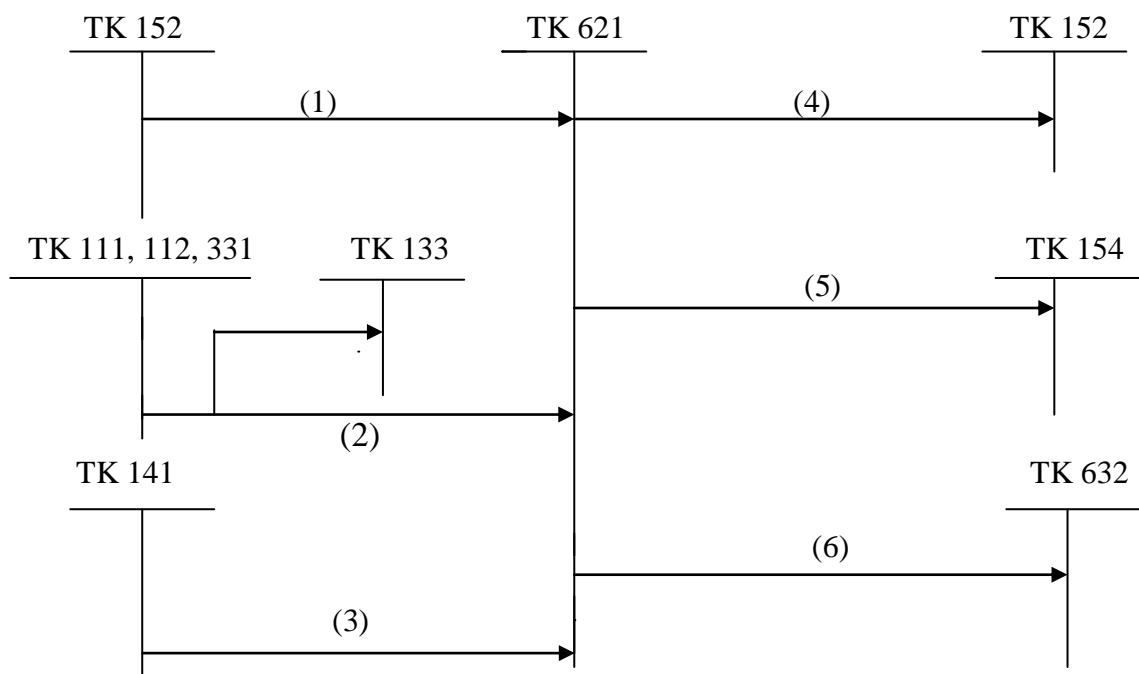 TK 152 TK 621 TK 152
(1) (4)
TK 111, 112, 331 TK 133 TK 154
(5)
(2)
TK 141 TK 632
(6)
(3)